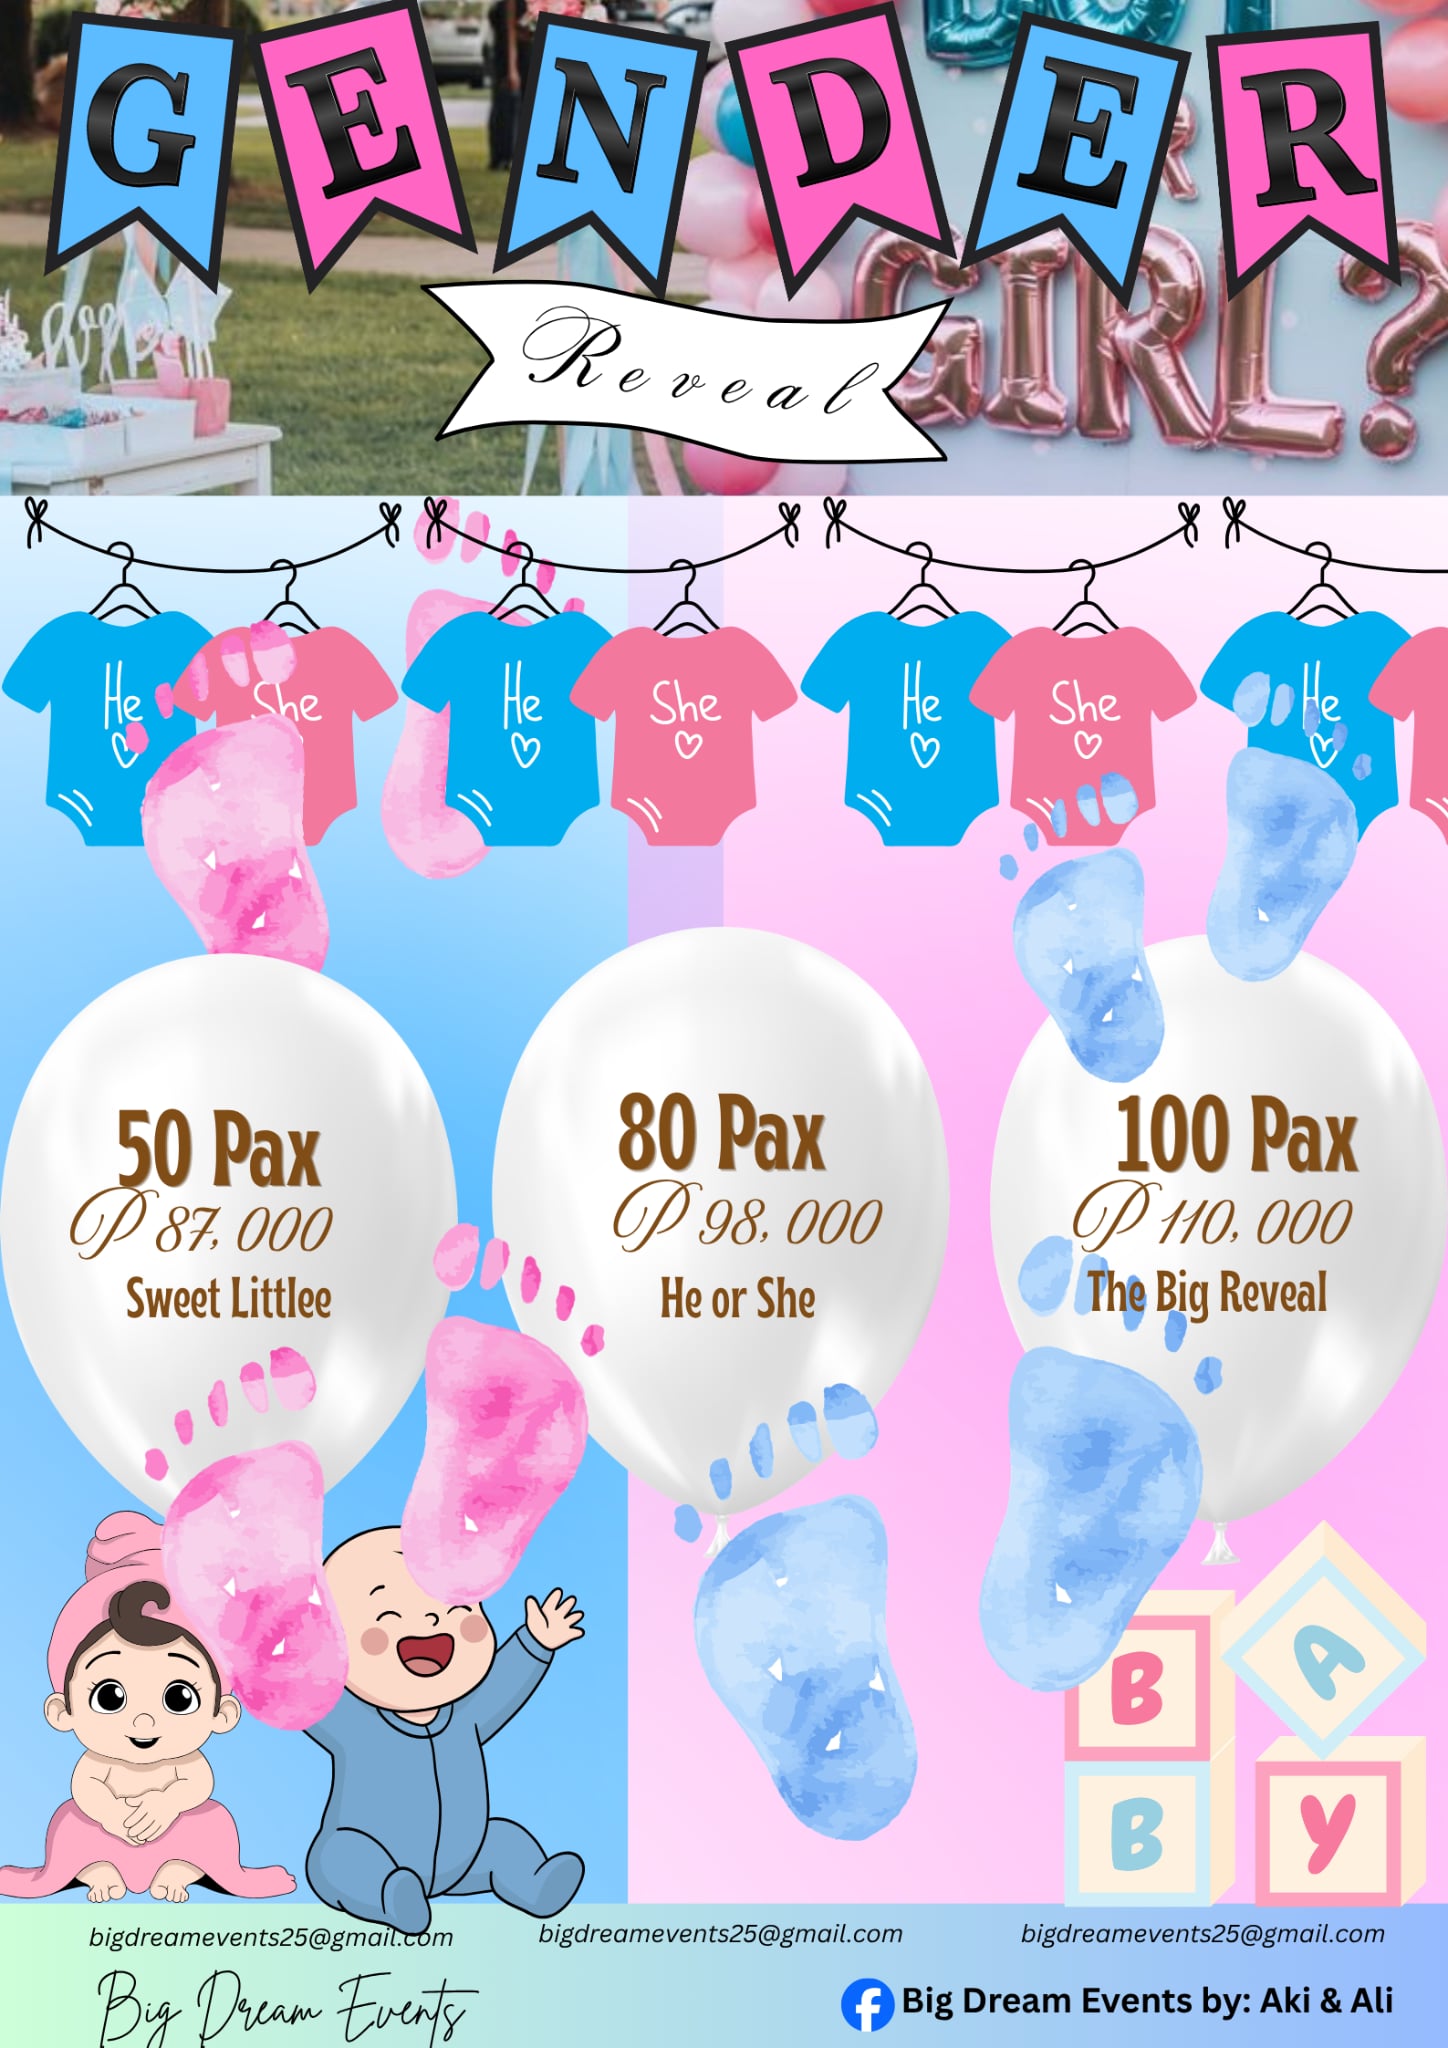 GENDER
Reveal
GIRL?
He She He She He She He
50 Pax
₱ 87, 000
Sweet Littlee
80 Pax
₱ 98, 000
He or She
100 Pax
₱ 110, 000
The Big Reveal
B A
B Y
bigdreamevents25@gmail.com bigdreamevents25@gmail.com bigdreamevents25@gmail.com
Big Dream Events
Big Dream Events by: Aki & Ali